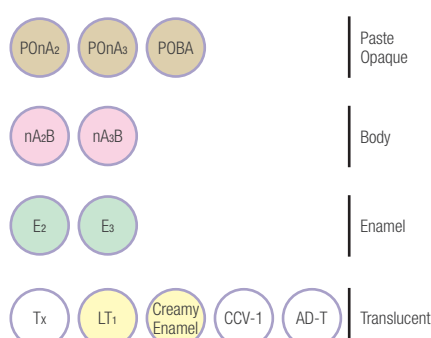 POnA2 POnA3 POBA Paste
Opaque
nA2B nA3B Body
E2 E3 Enamel
Tx LT1 Creamy
Enamel CCV-1 AD-T Translucent